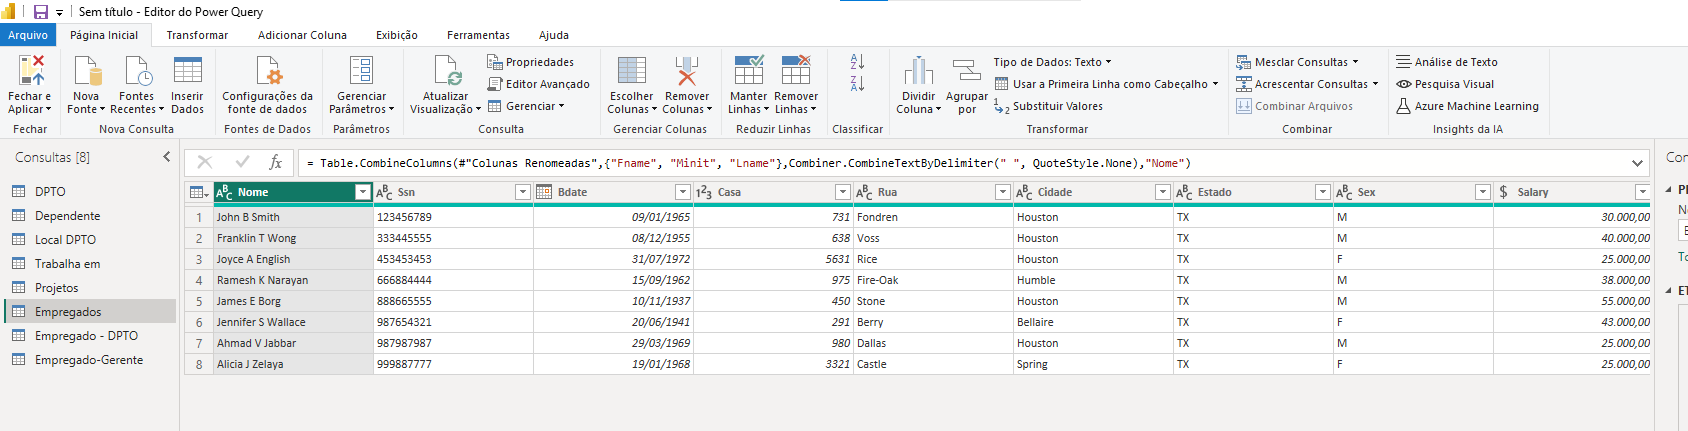 Sem título - Editor do Power Query
Arquivo Página Inicial Transformar Adicionar Coluna Exibição Ferramentas Ajuda
Fechar e Aplicar
Fechar
Nova Fonte
Fontes Recentes
Inserir Dados
Nova Consulta
Configurações da fonte de dados
Fontes de Dados
Gerenciar Parâmetros
Parâmetros
Atualizar Visualização
Propriedades
Editor Avançado
Gerenciar
Consulta
Escolher Colunas
Remover Colunas
Gerenciar Colunas
Manter Linhas
Remover Linhas
Reduzir Linhas
Classificar
Dividir Coluna
Agrupar por
Tipo de Dados: Texto
Usar a Primeira Linha como Cabeçalho
Substituir Valores
Transformar
Mesclar Consultas
Acrescentar Consultas
Combinar Arquivos
Combinar
Análise de Texto
Pesquisa Visual
Azure Machine Learning
Insights da IA
Consultas [8]
DPTO
Dependente
Local DPTO
Trabalha em
Projetos
Empregados
Empregado - DPTO
Empregado-Gerente
= Table.CombineColumns(#"Colunas Renomeadas",{"Fname", "Minit", "Lname"},Combiner.CombineTextByDelimiter(" ", QuoteStyle.None),"Nome")
Nome Ssn Bdate Casa Rua Cidade Estado Sex $ Salary
1 John B Smith 123456789 09/01/1965 731 Fondren Houston TX M 30.000,00
2 Franklin T Wong 333445555 08/12/1955 638 Voss Houston TX M 40.000,00
3 Joyce A English 453453453 31/07/1972 5631 Rice Houston TX F 25.000,00
4 Ramesh K Narayan 666884444 15/09/1962 975 Fire-Oak Humble TX M 38.000,00
5 James E Borg 888665555 10/11/1937 450 Stone Houston TX M 55.000,00
6 Jennifer S Wallace 987654321 20/06/1941 291 Berry Bellaire TX F 43.000,00
7 Ahmad V Jabbar 987987987 29/03/1969 980 Dallas Houston TX M 25.000,00
8 Alicia J Zelaya 999887777 19/01/1968 3321 Castle Spring TX F 25.000,00